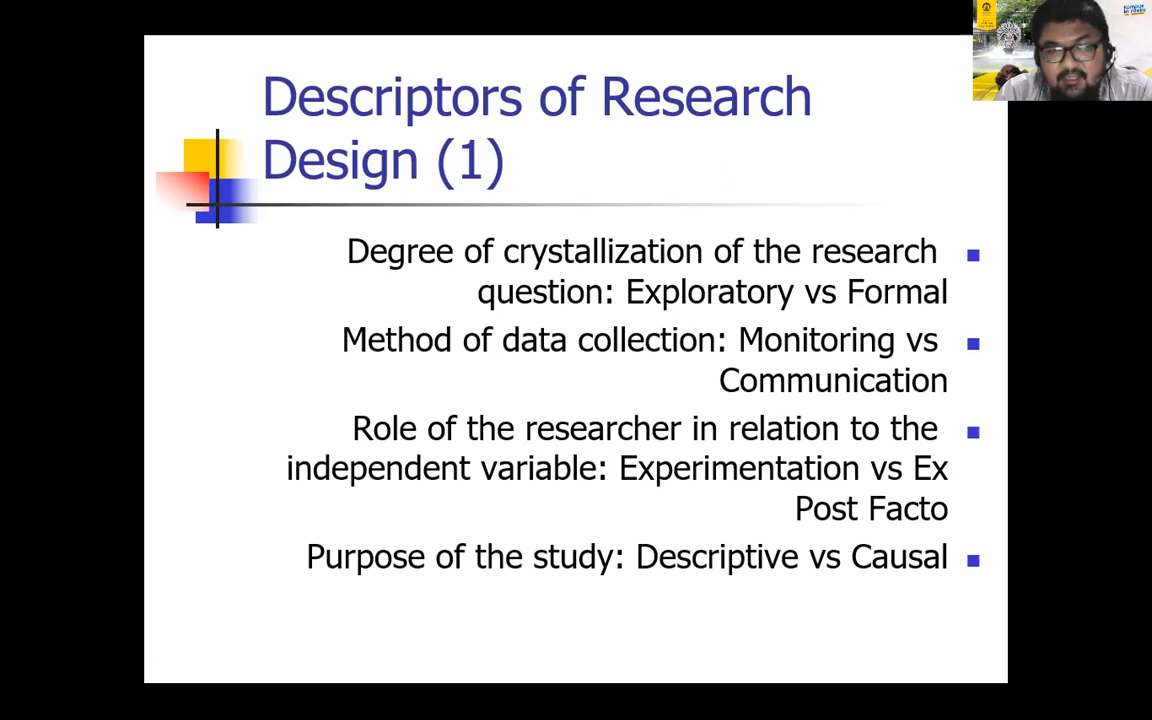 Descriptors of Research
Design (1)
Degree of crystallization of the research
question: Exploratory vs Formal
Method of data collection: Monitoring vs
Communication
Role of the researcher in relation to the
independent variable: Experimentation vs Ex
Post Facto
Purpose of the study: Descriptive vs Causal